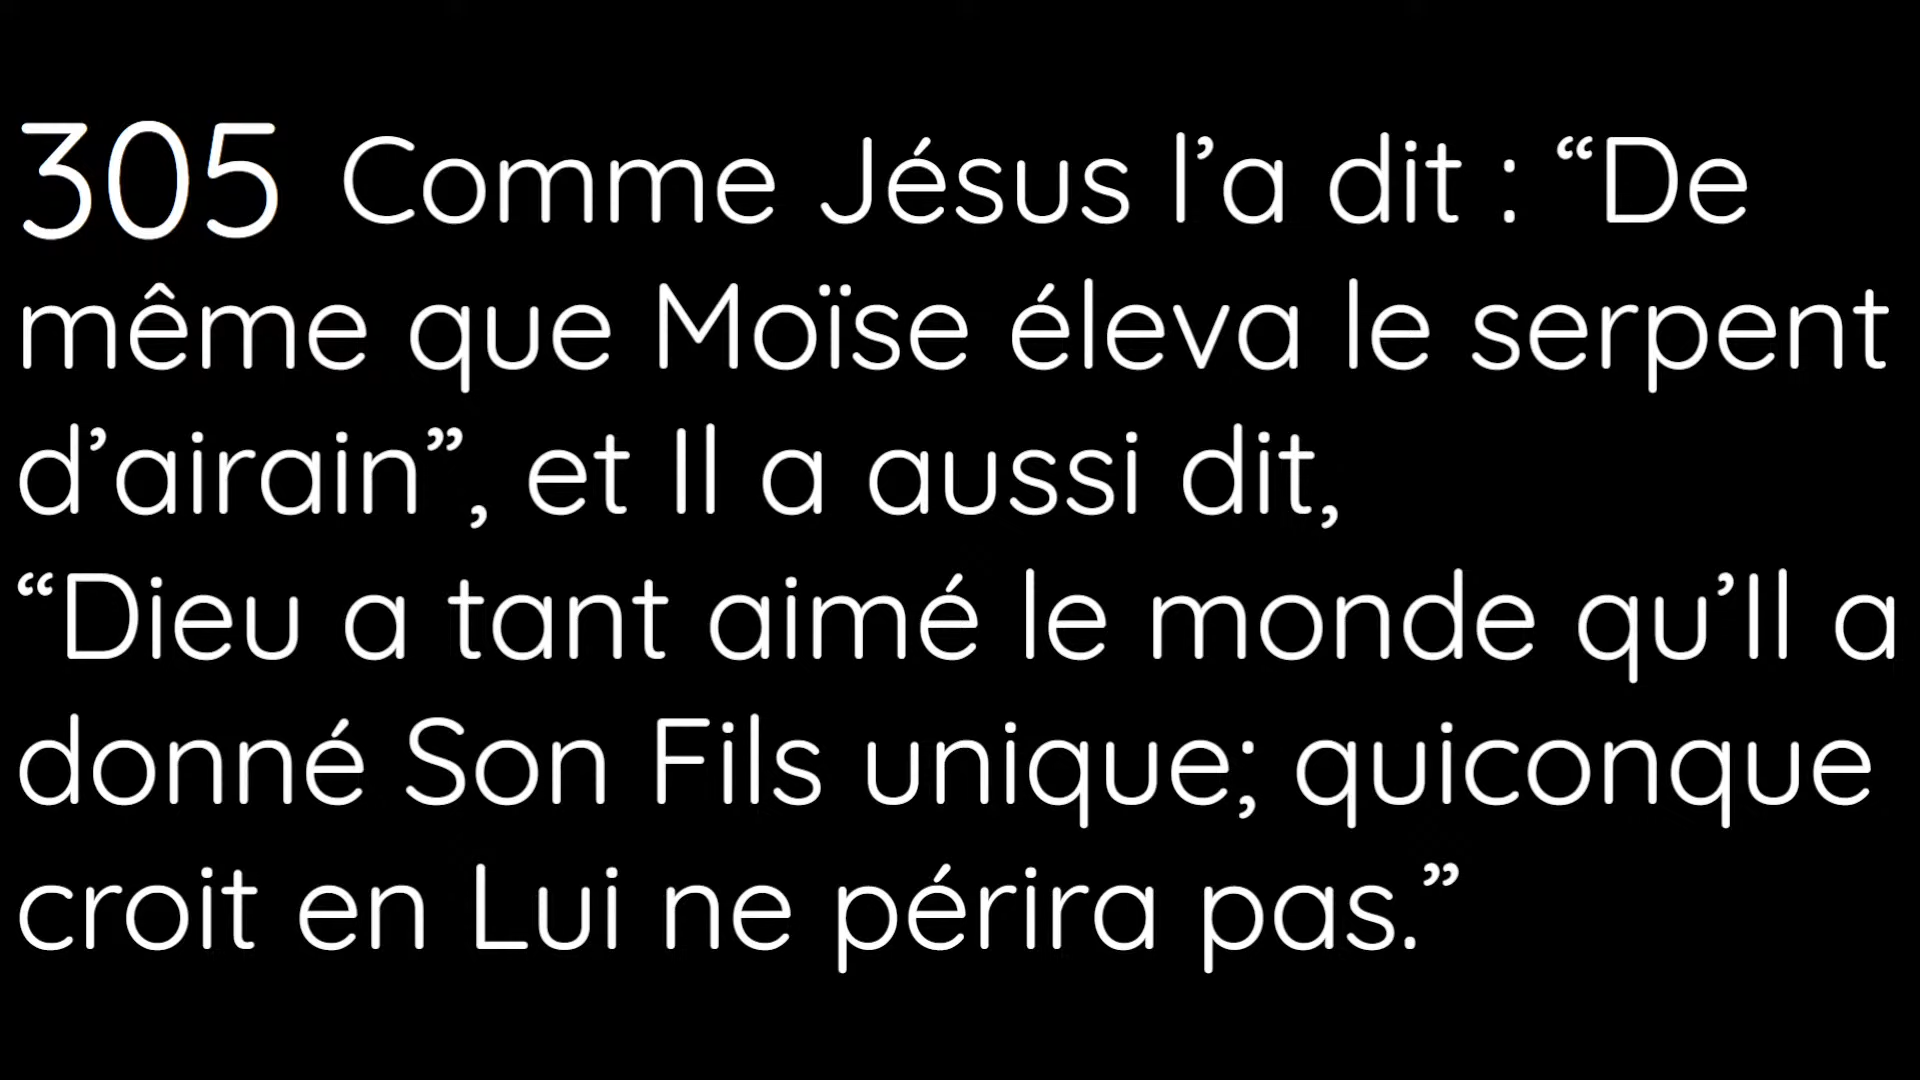 305 Comme Jésus l’a dit : “De
même que Moïse éleva le serpent
d’airain”, et Il a aussi dit,
“Dieu a tant aimé le monde qu’Il a
donné Son Fils unique; quiconque
croit en Lui ne périra pas.”